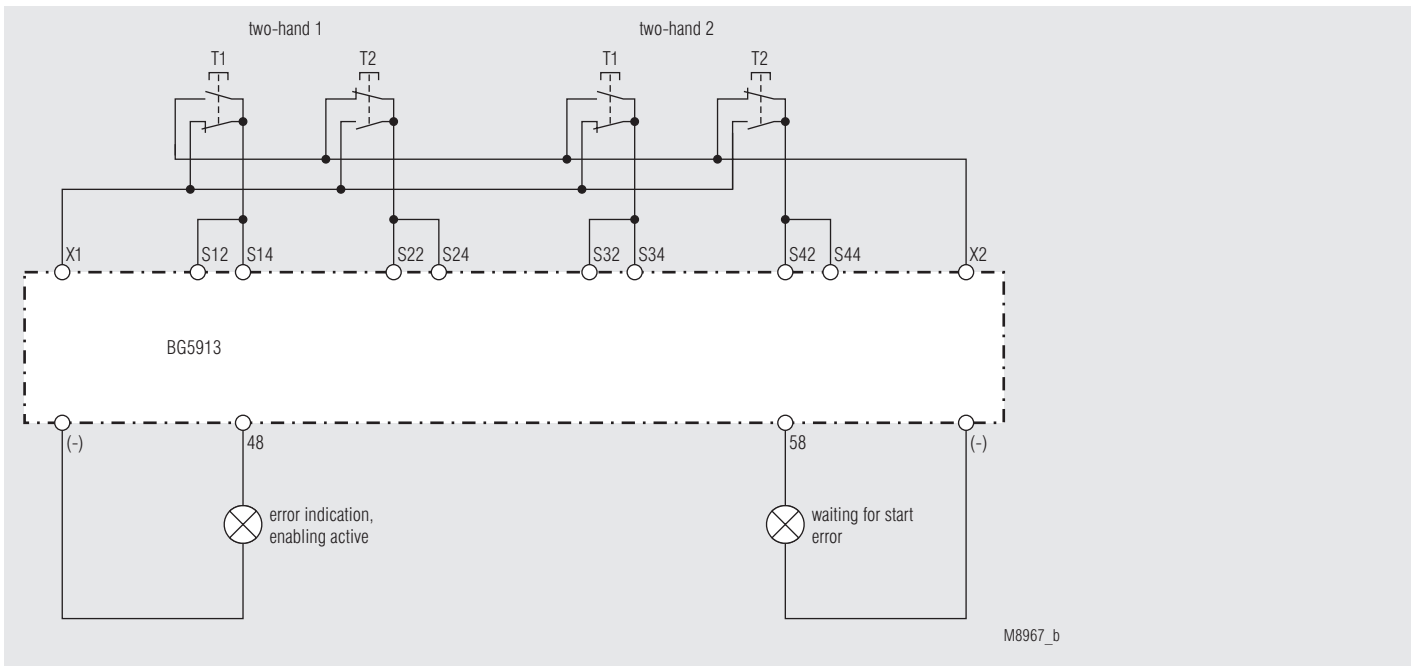 two-hand 1
two-hand 2
T1
T2
T1
T2
X1
S12
S14
S22
S24
S32
S34
S42
S44
X2
BG5913
(-)
48
58
(-)
error indication,
enabling active
waiting for start
error
M8967_b